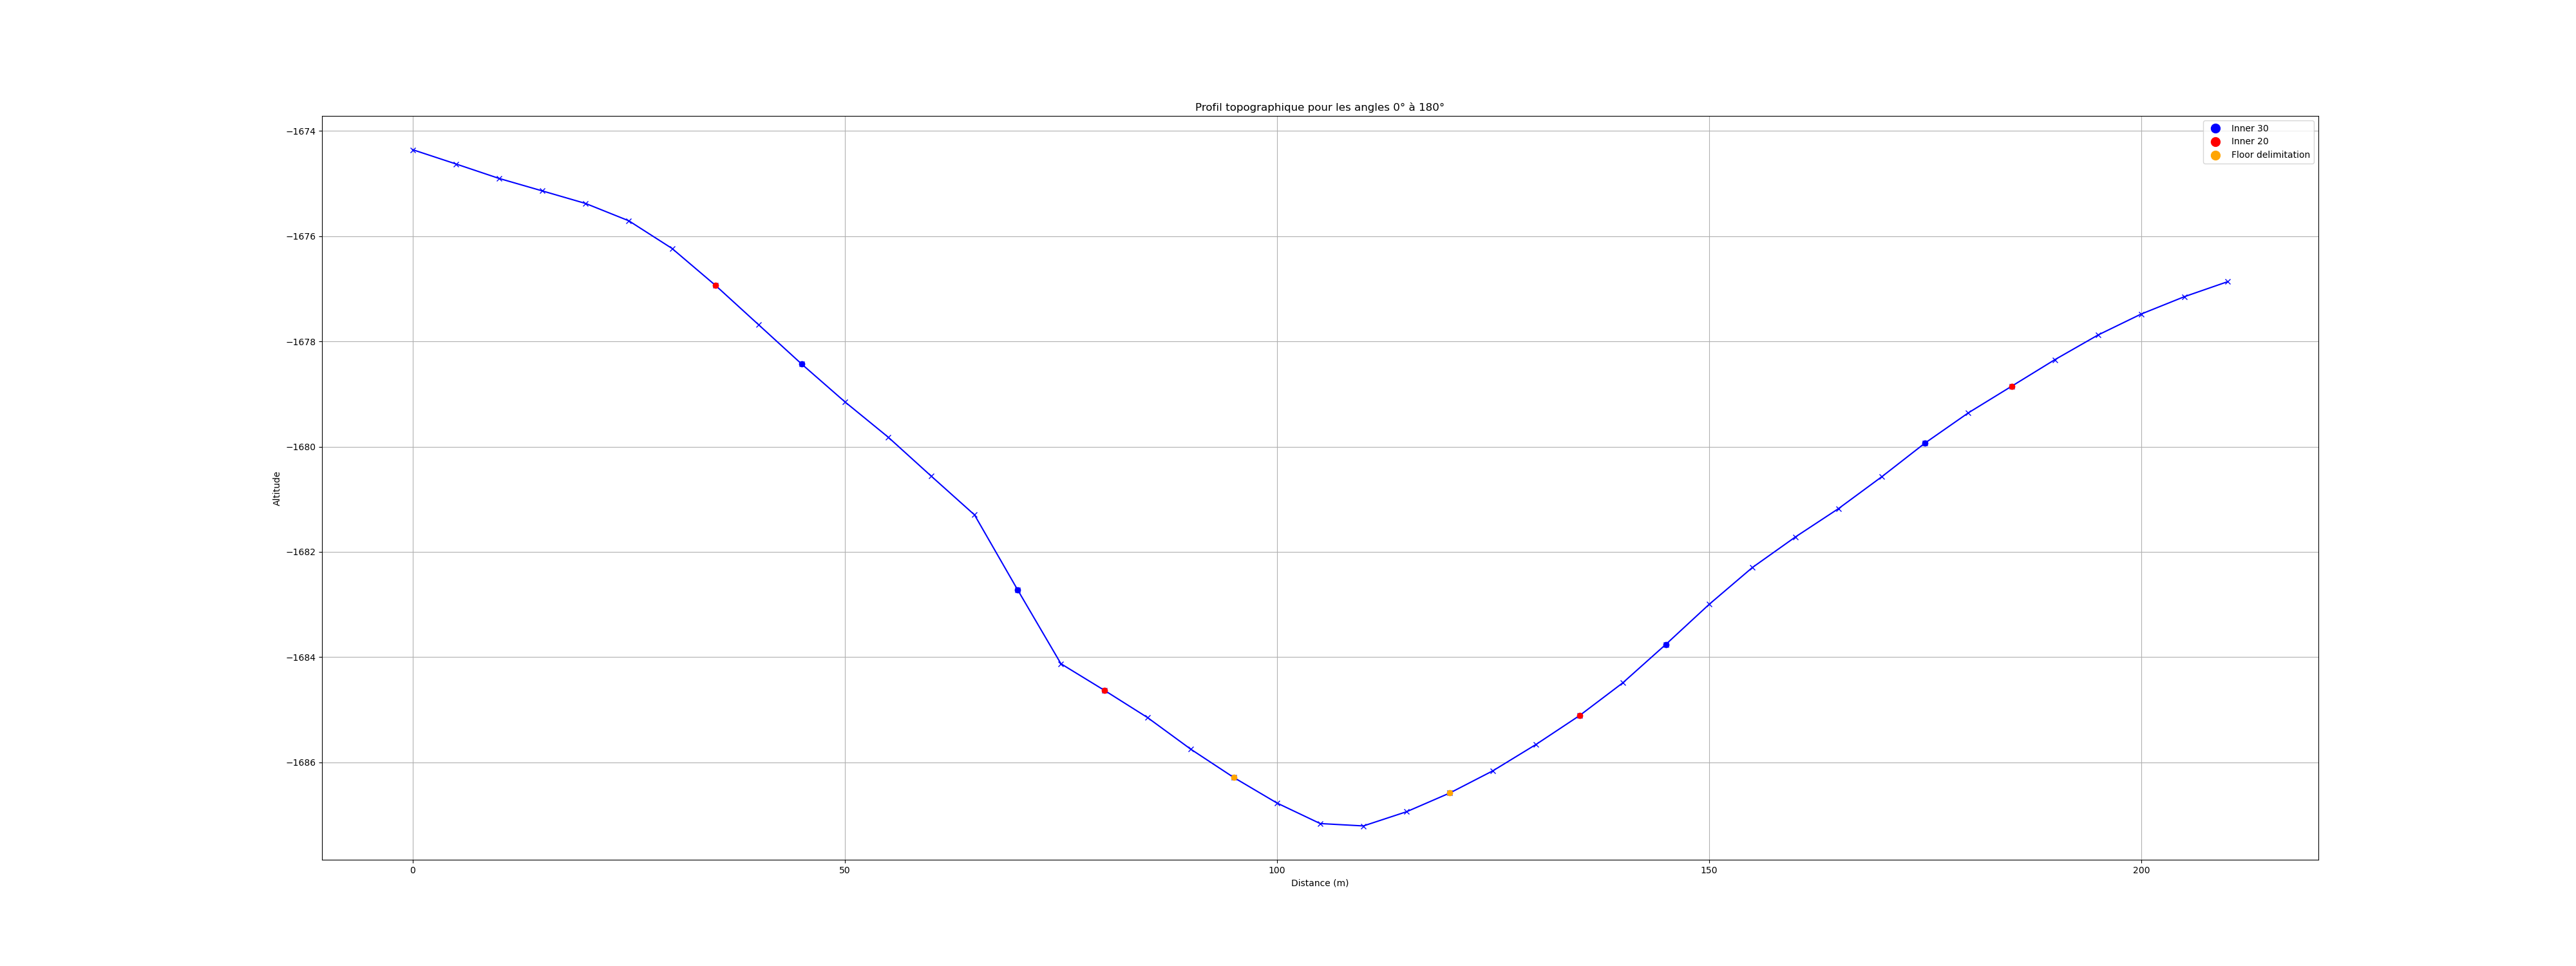 Profil topographique pour les angles 0° à 180°
Inner 30
Inner 20
Floor delimitation
−1674
−1676
−1678
−1680
−1682
−1684
−1686
Altitude
0 50 100 150 200
Distance (m)